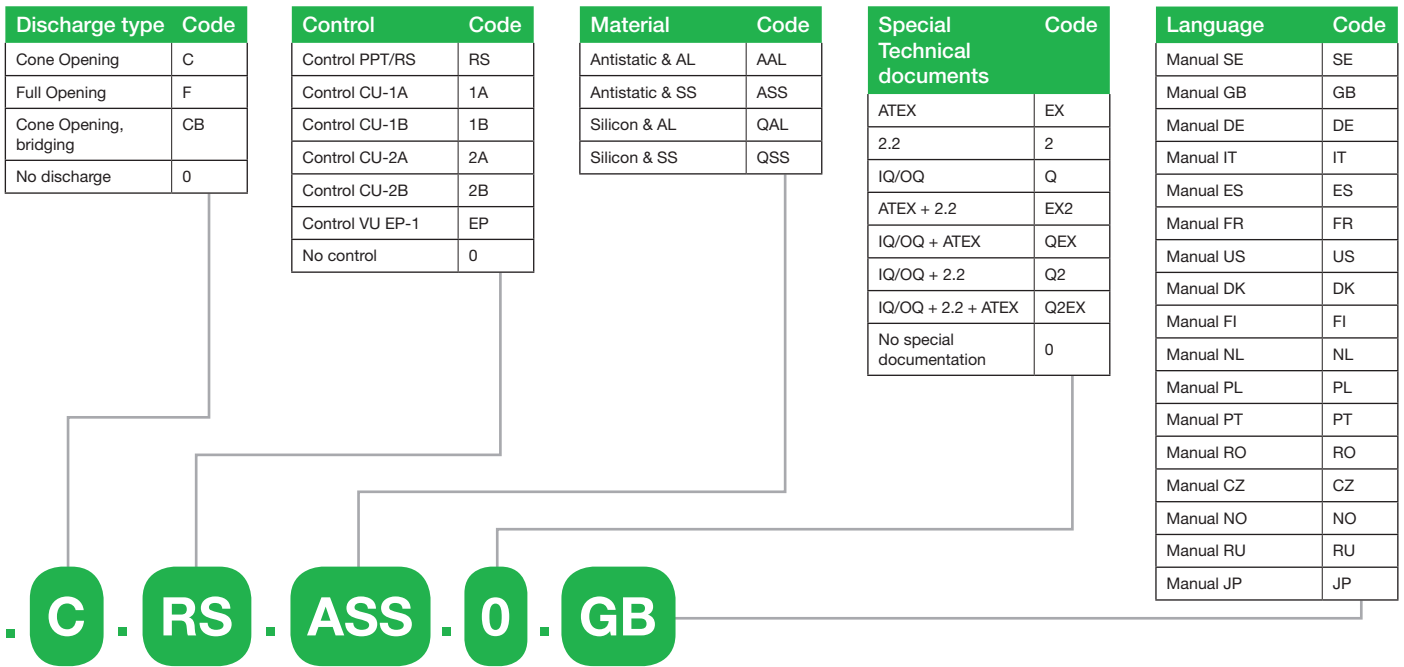 Discharge type Code
Cone Opening C
Full Opening F
Cone Opening, CB
bridging
No discharge 0
Control Code
Control PPT/RS RS
Control CU-1A 1A
Control CU-1B 1B
Control CU-2A 2A
Control CU-2B 2B
Control VU EP-1 EP
No control 0
Material Code
Antistatic & AL AAL
Antistatic & SS ASS
Silicon & AL QAL
Silicon & SS QSS
Special Code
Technical
documents
ATEX EX
2.2 2
IQ/OQ Q
ATEX + 2.2 EX2
IQ/OQ + ATEX QEX
IQ/OQ + 2.2 Q2
IQ/OQ + 2.2 + ATEX Q2EX
No special 0
documentation
Language Code
Manual SE SE
Manual GB GB
Manual DE DE
Manual IT IT
Manual ES ES
Manual FR FR
Manual US US
Manual DK DK
Manual FI FI
Manual NL NL
Manual PL PL
Manual PT PT
Manual RO RO
Manual CZ CZ
Manual NO NO
Manual RU RU
Manual JP JP
. C . RS . ASS . 0 . GB